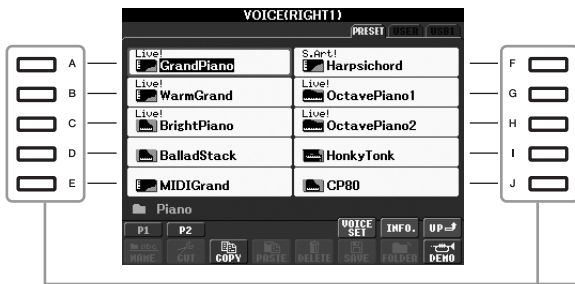 VOICE(RIGHT1)
PRESET USER USB1
A Live! GrandPiano S.Art! Harpsichord F
B Live! WarmGrand Live! OctavePiano1 G
C Live! BrightPiano Live! OctavePiano2 H
D BalladStack HonkyTonk I
E MIDIGrand CP80 J
Piano
P1 P2 VOICE SET INFO. UP
NAME CUT COPY PASTE DELETE SAVE FOLDER DEMO